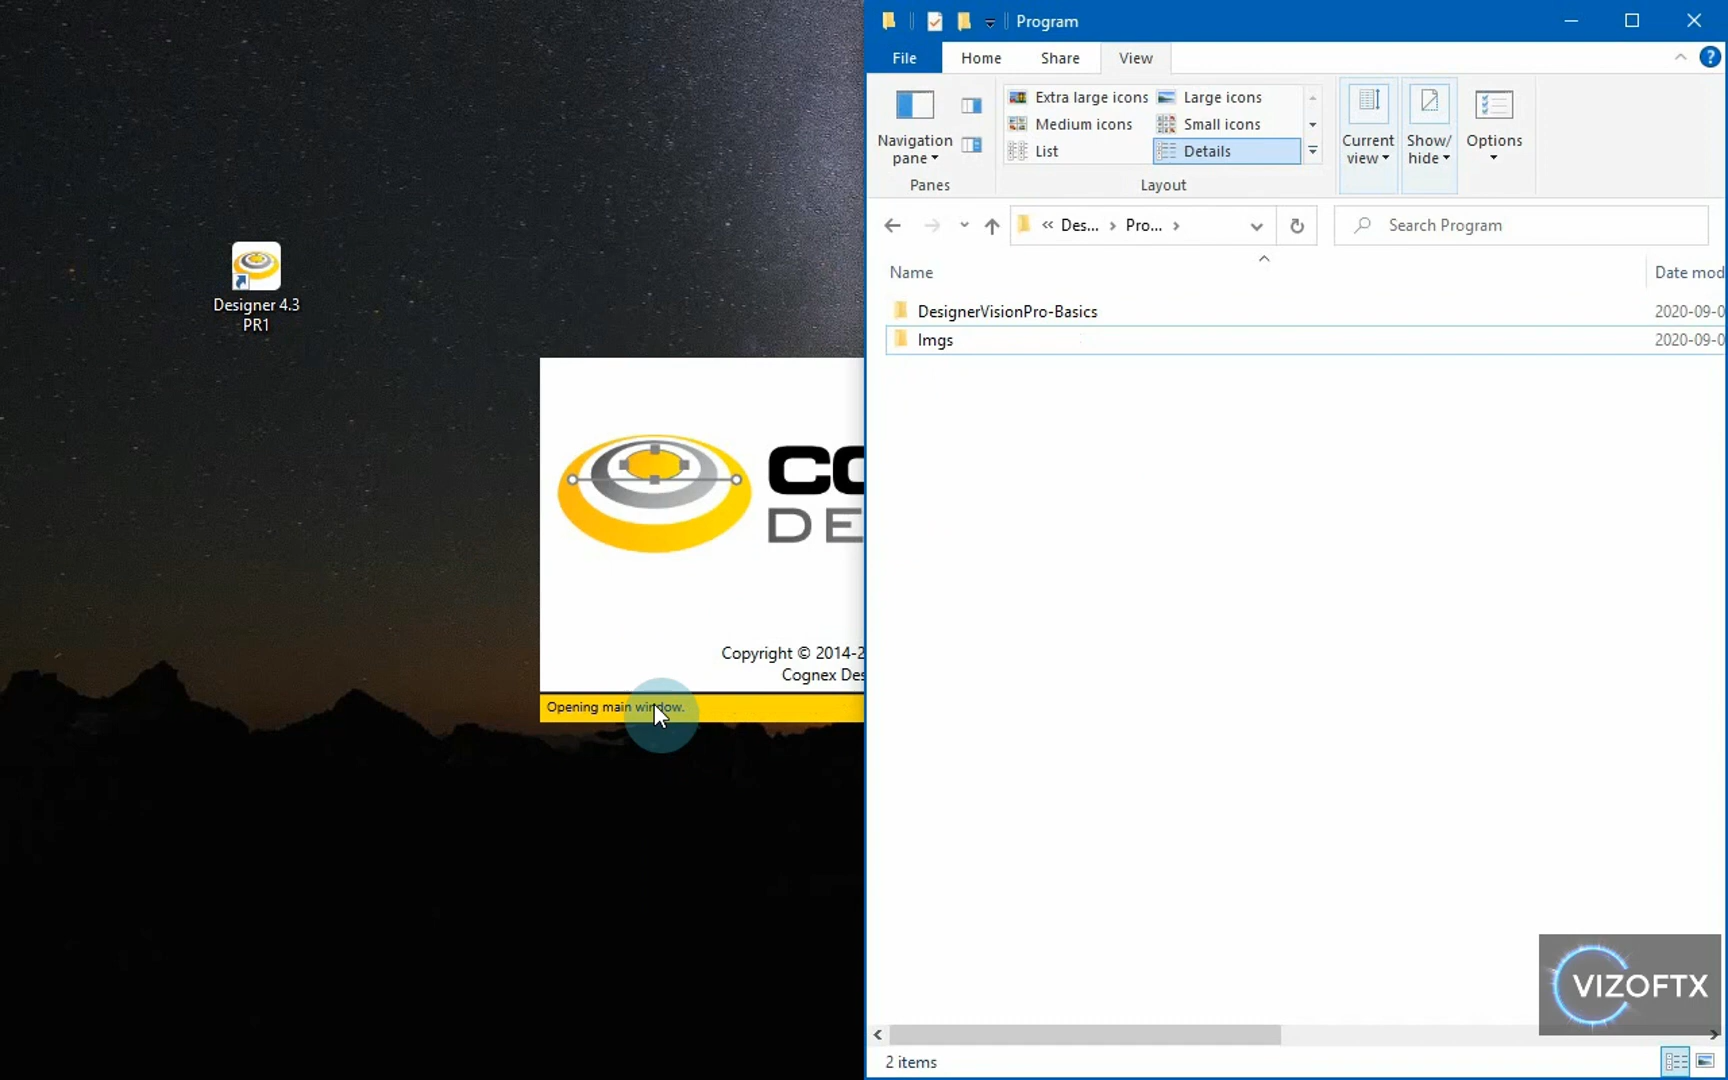 Program
File
Home
Share
View
?
Navigation
pane
Panes
Extra large icons
Large icons
Medium icons
Small icons
List
Details
Layout
Current
view
Show/
hide
Options
« Des... › Pro... ›
Search Program
Name
Date mod
DesignerVisionPro-Basics
2020-09-0
Imgs
2020-09-0
Designer 4.3
PR1
CO
DE
Copyright © 2014-2
Cognex Des
Opening main window.
VIZOFTX
2 items